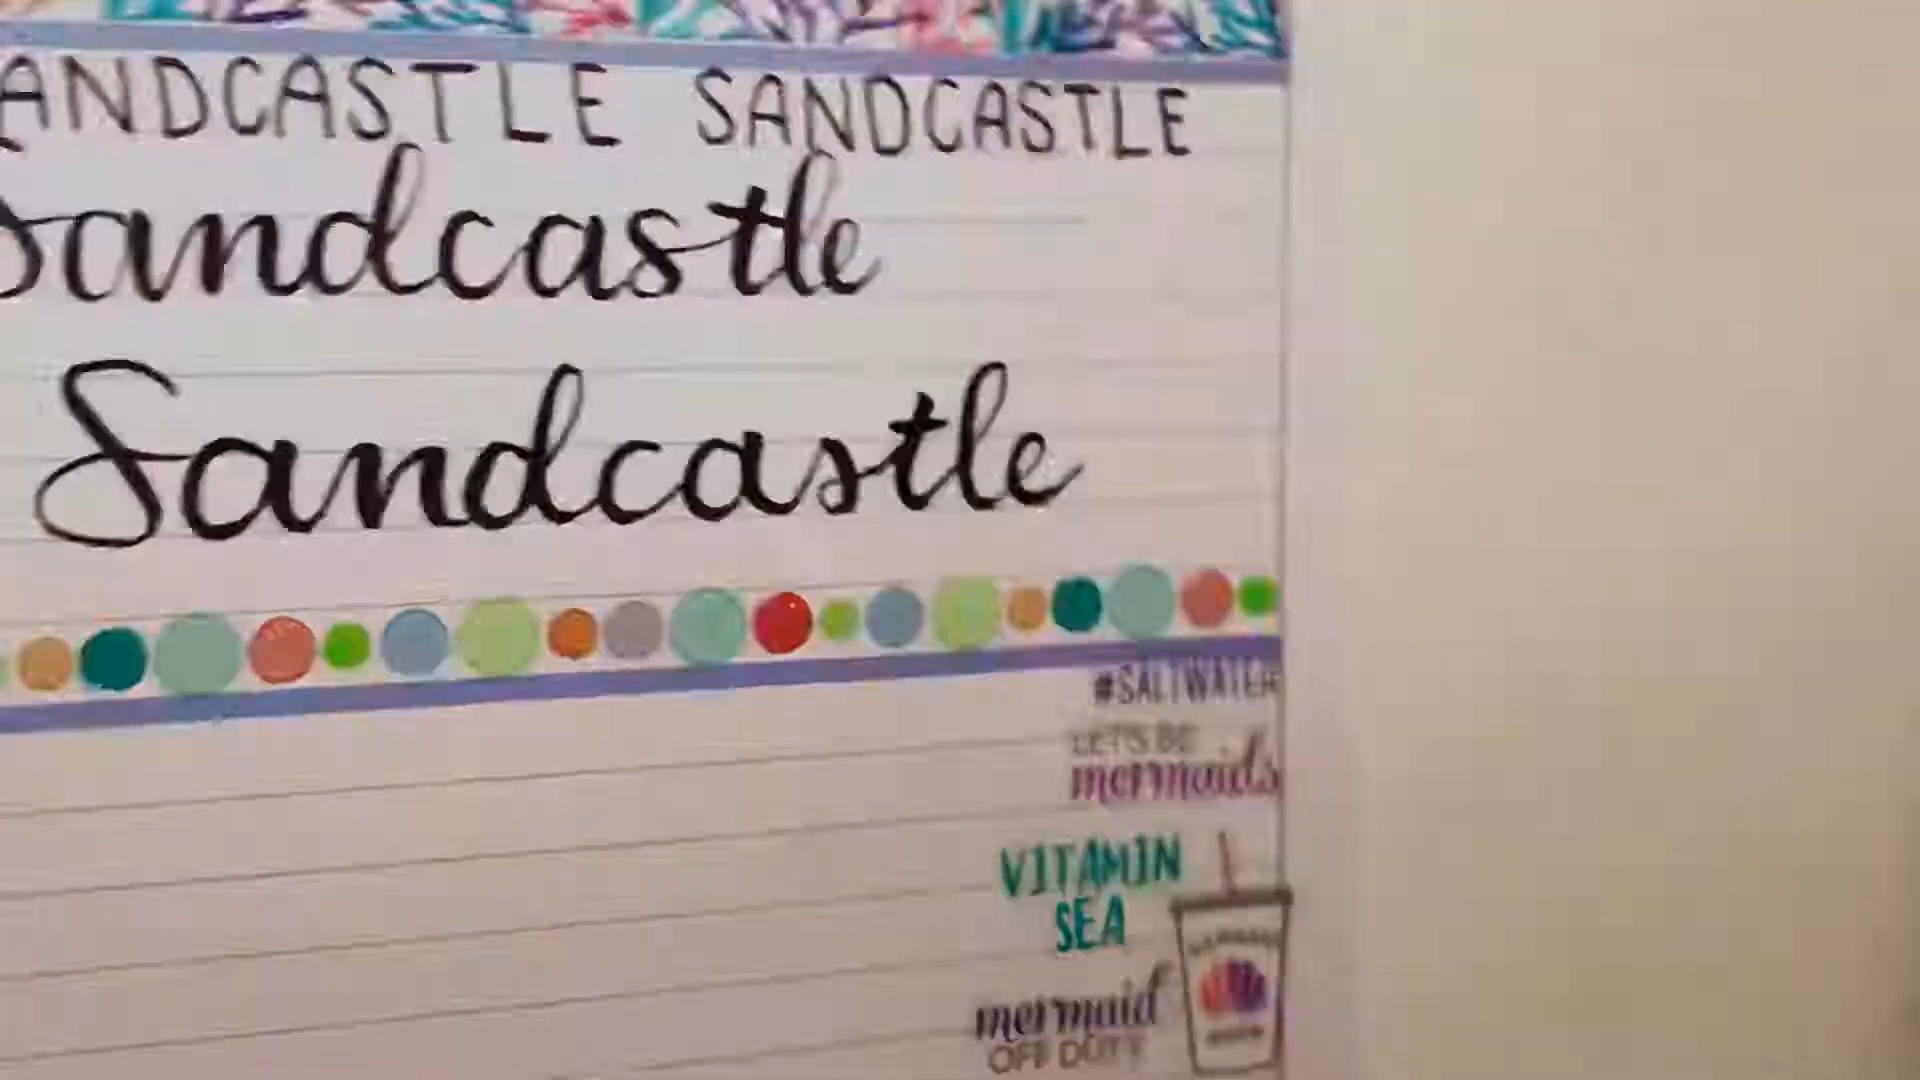 ANDCASTLE SANDCASTLE
Sandcastle
Sandcastle
#SALTWATER
LET'S BE
mermaids
VITAMIN
SEA
mermaid
OFF DUTY